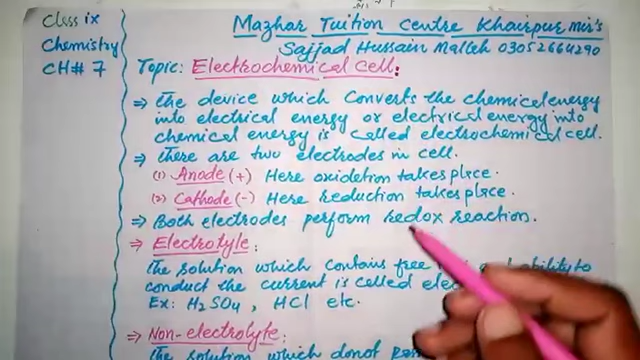 Class ix
Chemistry
CH# 7
Mazhar Tuition Centre Khairpur mir's
Sajjad Hussain Malleh 03052664290
Topic: Electrochemical Cell:
⇒ The device which converts the chemical energy
into electrical energy or electrical energy into
chemical energy is called electrochemical cell.
⇒ There are two electrodes in cell.
(1) Anode (+) Here oxidetion takes place.
(2) Cathode (-) Here reduction takes place.
⇒ Both electrodes perform redox reaction.
⇒ Electrotyle:
The solution which contains free ability to
conduct the current is called
Ex: H₂SO₄, HCl etc.
⇒ Non-electrolyte:
The solution which donot